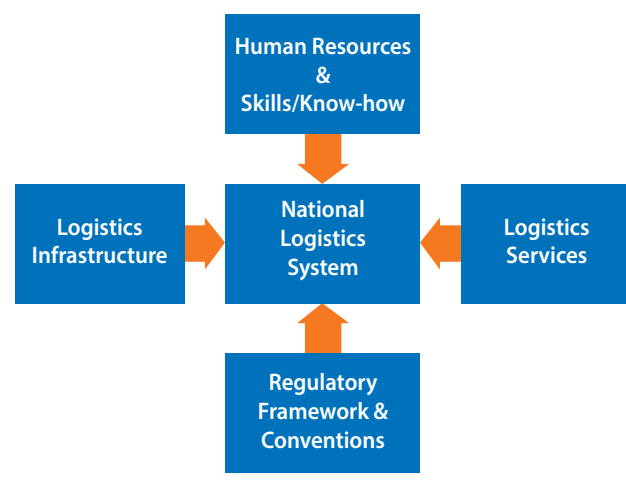 Human Resources
&
Skills/Know-how
Logistics
Infrastructure
National
Logistics
System
Logistics
Services
Regulatory
Framework &
Conventions